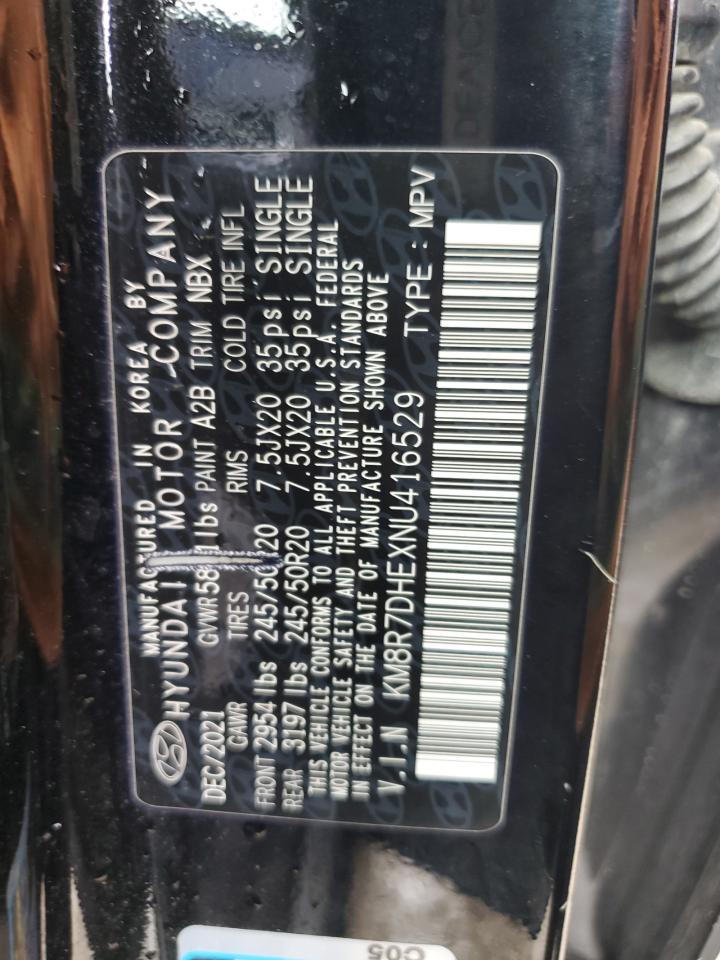 MANUFACTURED IN KOREA BY
HYUNDAI MOTOR COMPANY
DEC/2021 GVWR lbs PAINT A2B TRIM NBX
GAWR TIRES RMS COLD TIRE INFL
FRONT 2954 lbs 7.5JX20 35psi SINGLE
REAR 3197 lbs 245/50R20 7.5JX20 35psi SINGLE
THIS VEHICLE CONFORMS TO ALL APPLICABLE U.S.A. FEDERAL
MOTOR VEHICLE SAFETY AND THEFT PREVENTION STANDARDS
IN EFFECT ON THE DATE OF MANUFACTURE SHOWN ABOVE
V.I.N KM8R7DHEXNU416529 TYPE : MPV
C05